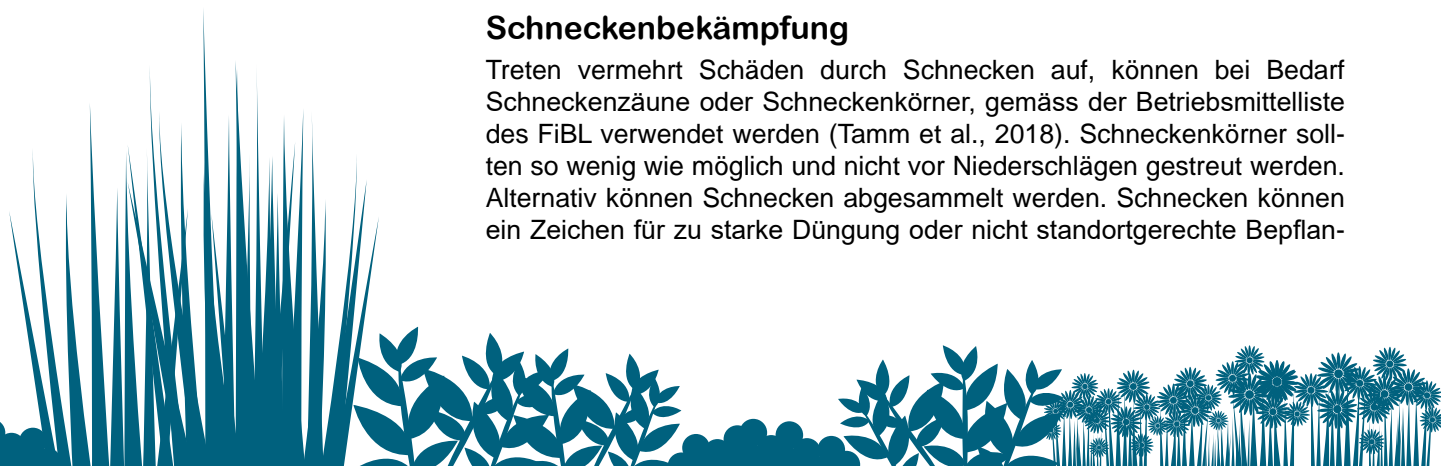 Schneckenbekämpfung
Treten vermehrt Schäden durch Schnecken auf, können bei Bedarf
Schneckenzäune oder Schneckenkörner, gemäss der Betriebsmittelliste
des FiBL verwendet werden (Tamm et al., 2018). Schneckenkörner soll-
ten so wenig wie möglich und nicht vor Niederschlägen gestreut werden.
Alternativ können Schnecken abgesammelt werden. Schnecken können
ein Zeichen für zu starke Düngung oder nicht standortgerechte Bepflan-